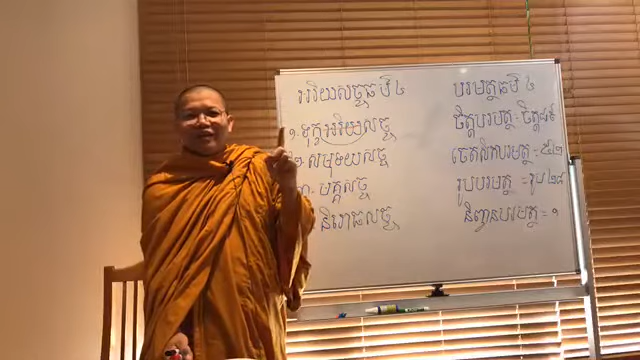 អរិយសច្ចធម៌ ៤
១. ទុក្ខអរិយសច្ច
២. សមុទយសច្ច
៣. មគ្គសច្ច
និរោធសច្ច
បរមត្ថធម៌ ៤
ចិត្តបរមត្ថ = ចិត្ត ៨៩
ចេតសិកបរមត្ថ = ៥២
រូបបរមត្ថ = រូប ២៨
និព្វានបរមត្ថ = ១